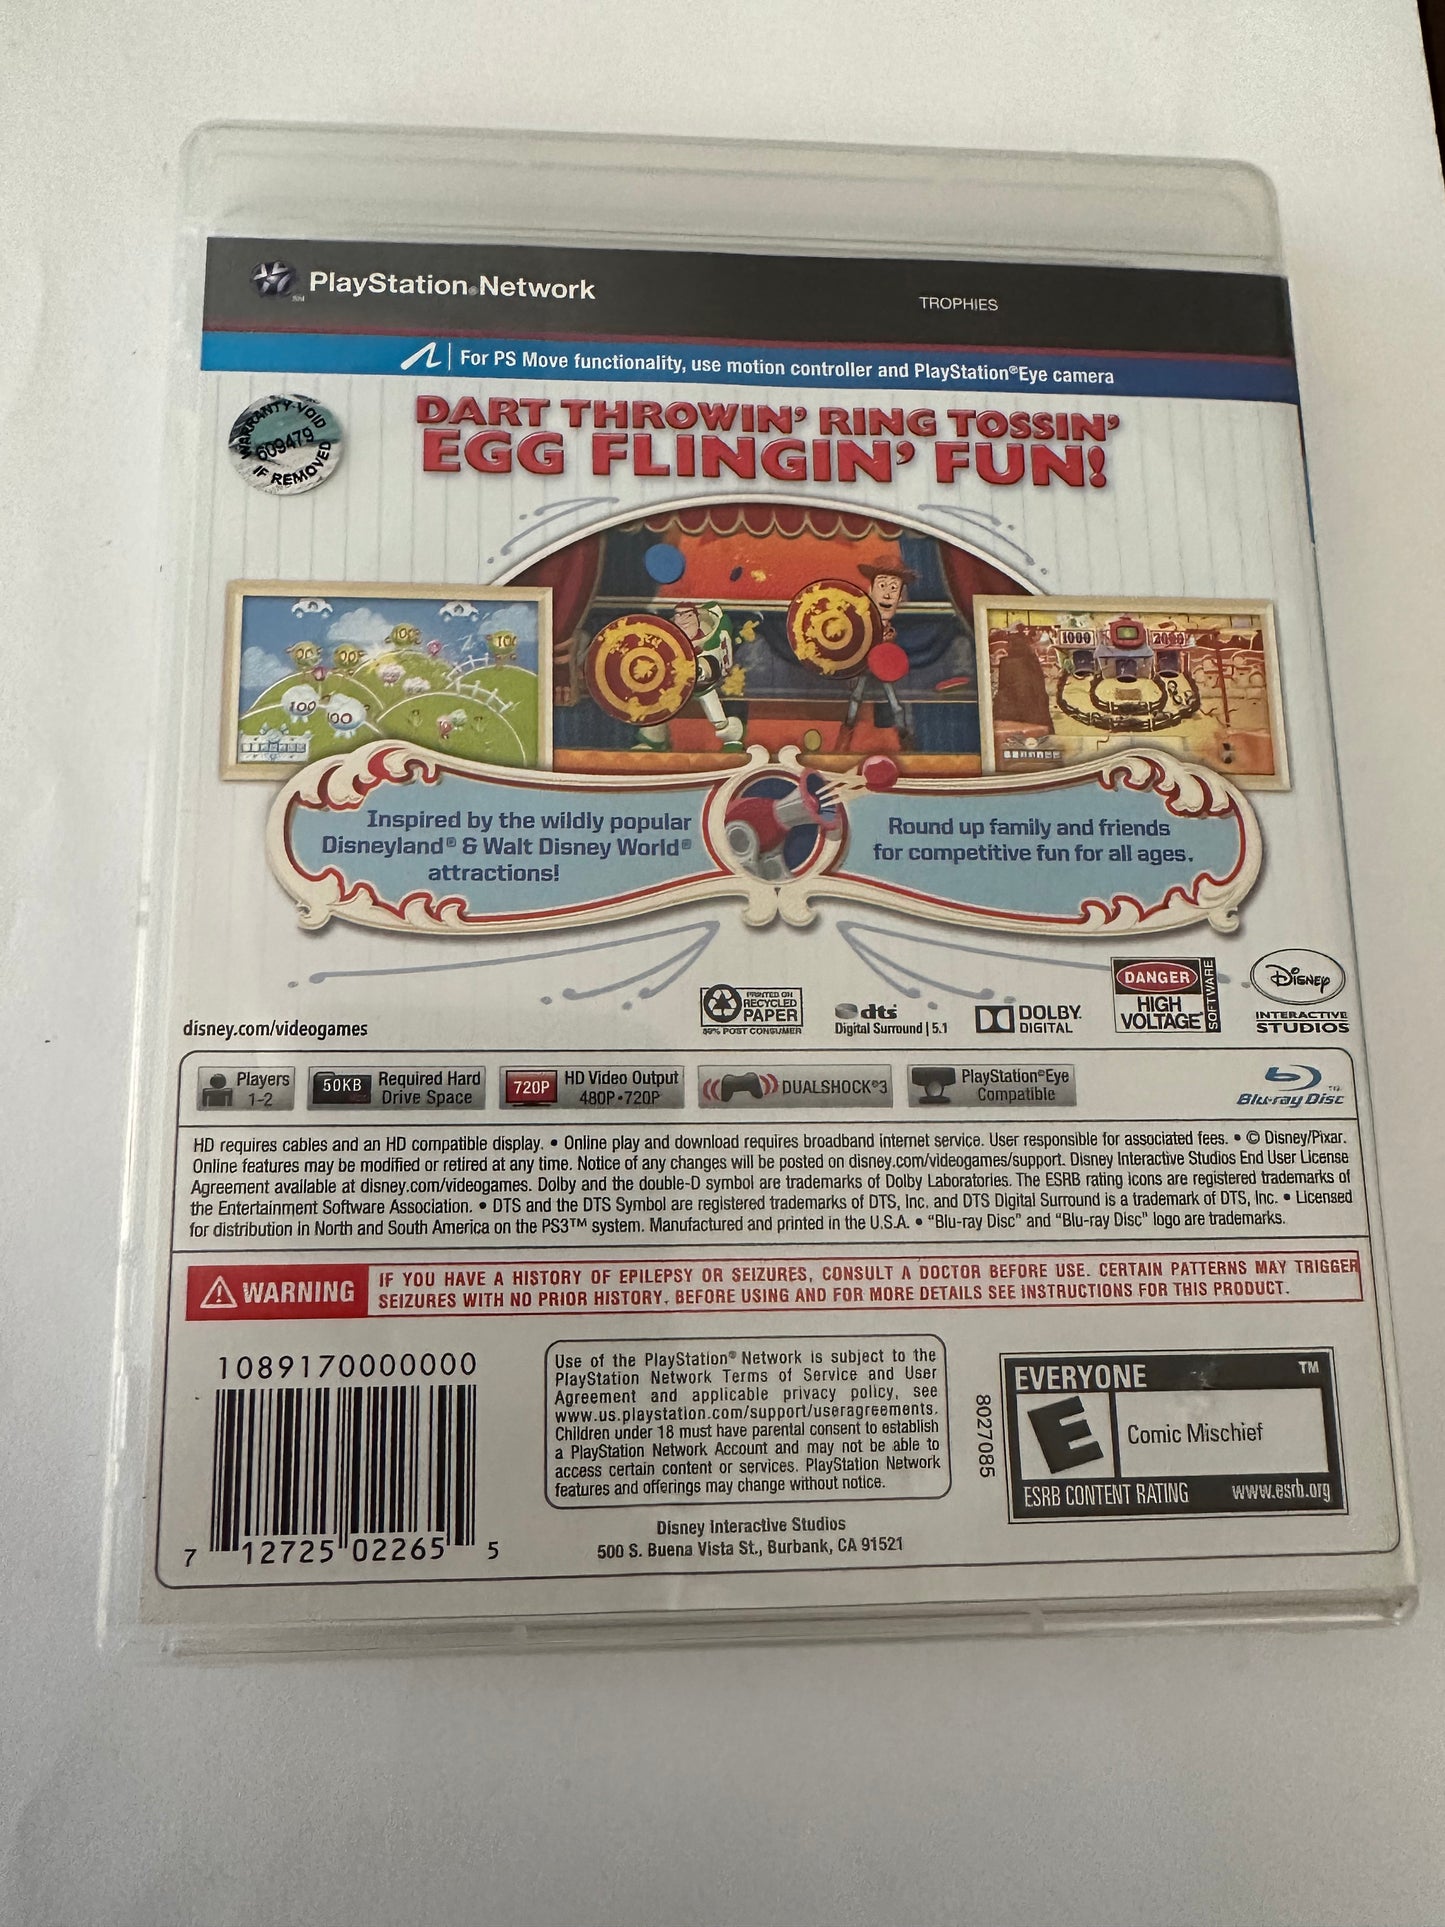 PlayStation®Network
TROPHIES
For PS Move functionality, use motion controller and PlayStation®Eye camera
WARRANTY-VOID
609479
IF REMOVED
DART THROWIN' RING TOSSIN'
EGG FLINGIN' FUN!
100
100
1000
2000
Inspired by the wildly popular
Disneyland® & Walt Disney World®
attractions!
Round up family and friends
for competitive fun for all ages.
disney.com/videogames
PRINTED ON
RECYCLED
PAPER
POST CONSUMER
dts
Digital Surround | 5.1
DOLBY
DIGITAL
DANGER
HIGH
VOLTAGE
SOFTWARE
Disney
INTERACTIVE
STUDIOS
Players
1-2
50KB
Required Hard
Drive Space
720P
HD Video Output
480P•720P
DUALSHOCK®3
PlayStation®Eye
Compatible
Blu-ray Disc
HD requires cables and an HD compatible display. • Online play and download requires broadband internet service. User responsible for associated fees. • © Disney/Pixar.
Online features may be modified or retired at any time. Notice of any changes will be posted on disney.com/videogames/support. Disney Interactive Studios End User License
Agreement available at disney.com/videogames. Dolby and the double-D symbol are trademarks of Dolby Laboratories. The ESRB rating icons are registered trademarks of
the Entertainment Software Association. • DTS and the DTS Symbol are registered trademarks of DTS, Inc. and DTS Digital Surround is a trademark of DTS, Inc. • Licensed
for distribution in North and South America on the PS3™ system. Manufactured and printed in the U.S.A. • "Blu-ray Disc" and "Blu-ray Disc" logo are trademarks.
WARNING
IF YOU HAVE A HISTORY OF EPILEPSY OR SEIZURES, CONSULT A DOCTOR BEFORE USE. CERTAIN PATTERNS MAY TRIGGER
SEIZURES WITH NO PRIOR HISTORY. BEFORE USING AND FOR MORE DETAILS SEE INSTRUCTIONS FOR THIS PRODUCT.
1089170000000
7 12725 02265 5
Use of the PlayStation® Network is subject to the
PlayStation Network Terms of Service and User
Agreement and applicable privacy policy, see
www.us.playstation.com/support/useragreements.
Children under 18 must have parental consent to establish
a PlayStation Network Account and may not be able to
access certain content or services. PlayStation Network
features and offerings may change without notice.
Disney Interactive Studios
500 S. Buena Vista St., Burbank, CA 91521
8027085
EVERYONE
TM
E
Comic Mischief
ESRB CONTENT RATING www.esrb.org